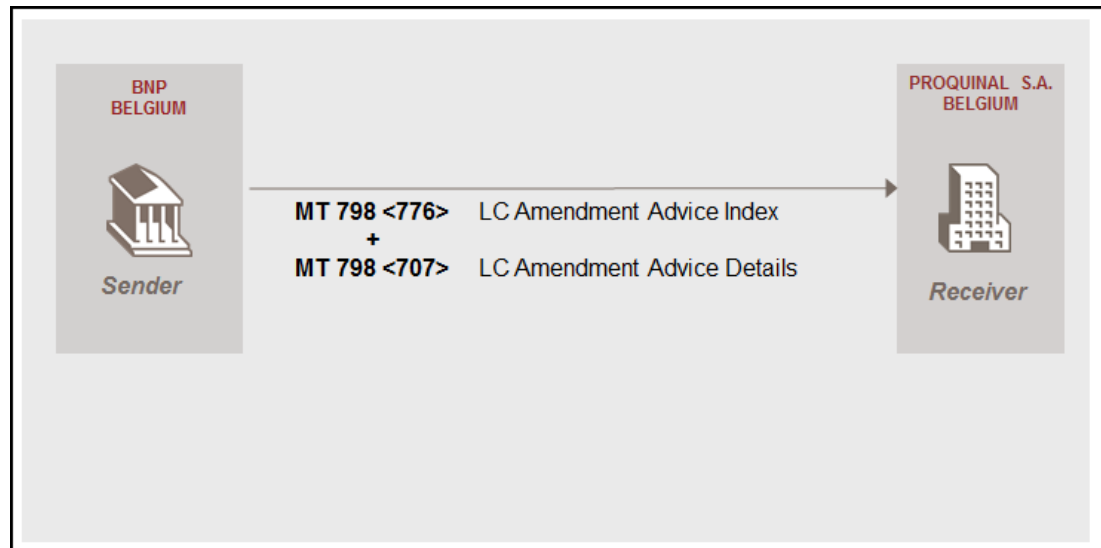 BNP
BELGIUM
Sender
MT 798 <776> LC Amendment Advice Index
+
MT 798 <707> LC Amendment Advice Details
PROQUINAL S.A.
BELGIUM
Receiver